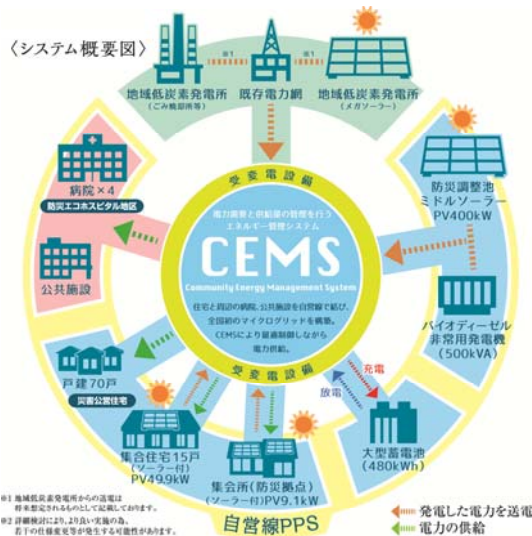 〈システム概要図〉
※1
※1
地域低炭素発電所
(ごみ焼却所等)
既存電力網
地域低炭素発電所
(メガソーラー)
受変電設備
病院×4
防災エコホスピタル地区
公共施設
防災調整池
ミドルソーラー
PV400kW
電力需要と供給量の管理を行う
エネルギー管理システム
CEMS
Community Energy Management System
住宅と周辺の病院、公共施設を自営線で結び、
全国初のマイクログリッドを構築。
CEMSにより最適制御しながら
電力供給。
バイオディーゼル
非常用発電機
(500kVA)
受変電設備
戸建70戸
災害公営住宅
充電
放電
集合住宅15戸
(ソーラー付)
PV49.9kW
集会所(防災拠点)
(ソーラー付)PV9.1kW
大型蓄電池
(480kWh)
※1 地域低炭素発電所からの送電は
将来想定されるものとして記載しております。
※2 詳細検討により、より良い実施の為、
若干の仕様変更等が発生する可能性があります。
自営線PPS
発電した電力を送電
電力の供給